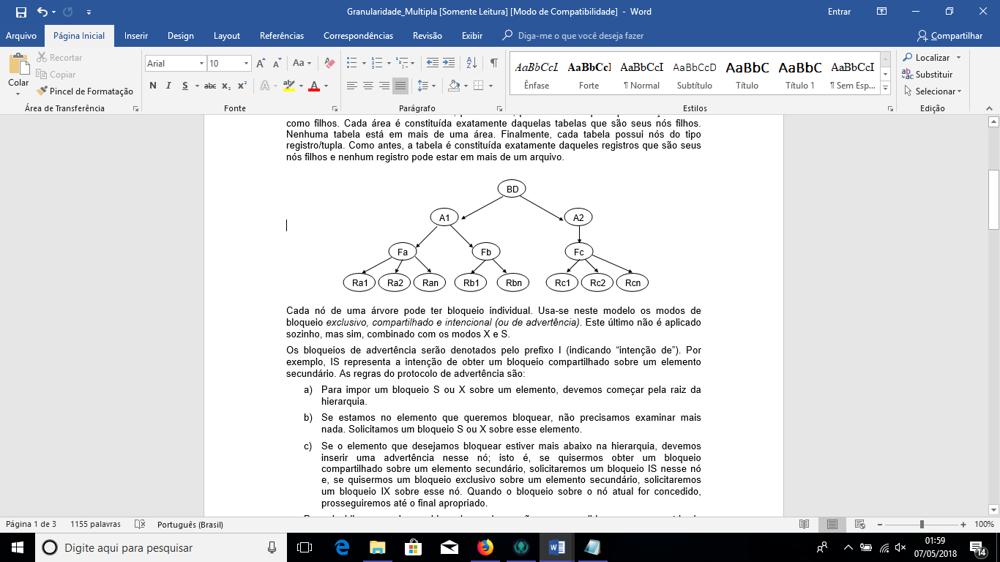 Granularidade_Multipla [Somente Leitura] [Modo de Compatibilidade] - Word
Entrar
Arquivo Página Inicial Inserir Design Layout Referências Correspondências Revisão Exibir Diga-me o que você deseja fazer Compartilhar
Colar
Recortar
Copiar
Pincel de Formatação
Área de Transferência
Arial 10
N I S abc x₂ x²
Fonte
Parágrafo
AaBbCcI AaBbCcI AaBbCcI AaBbCcD AaBbC AaBbC AaBbCcI
Ênfase Forte ¶ Normal Subtítulo Título Título 1 ¶ Sem Esp...
Estilos
Localizar
Substituir
Selecionar
Edição
como filhos. Cada área é constituída exatamente daquelas tabelas que são seus nós filhos.
Nenhuma tabela está em mais de uma área. Finalmente, cada tabela possui nós do tipo
registro/tupla. Como antes, a tabela é constituída exatamente daqueles registros que são seus
nós filhos e nenhum registro pode estar em mais de um arquivo.
BD
A1 A2
Fa Fb Fc
Ra1 Ra2 Ran Rb1 Rbn Rc1 Rc2 Rcn
Cada nó de uma árvore pode ter bloqueio individual. Usa-se neste modelo os modos de
bloqueio exclusivo, compartilhado e intencional (ou de advertência). Este último não é aplicado
sozinho, mas sim, combinado com os modos X e S.
Os bloqueios de advertência serão denotados pelo prefixo I (indicando “intenção de”). Por
exemplo, IS representa a intenção de obter um bloqueio compartilhado sobre um elemento
secundário. As regras do protocolo de advertência são:
a) Para impor um bloqueio S ou X sobre um elemento, devemos começar pela raiz da
hierarquia.
b) Se estamos no elemento que queremos bloquear, não precisamos examinar mais
nada. Solicitamos um bloqueio S ou X sobre esse elemento.
c) Se o elemento que desejamos bloquear estiver mais abaixo na hierarquia, devemos
inserir uma advertência nesse nó; isto é, se quisermos obter um bloqueio
compartilhado sobre um elemento secundário, solicitaremos um bloqueio IS nesse nó
e, se quisermos um bloqueio exclusivo sobre um elemento secundário, solicitaremos
um bloqueio IX sobre esse nó. Quando o bloqueio sobre o nó atual for concedido,
prosseguiremos até o final apropriado.
Página 1 de 3 1155 palavras Português (Brasil) 100%
Digite aqui para pesquisar
01:59
07/05/2018
14